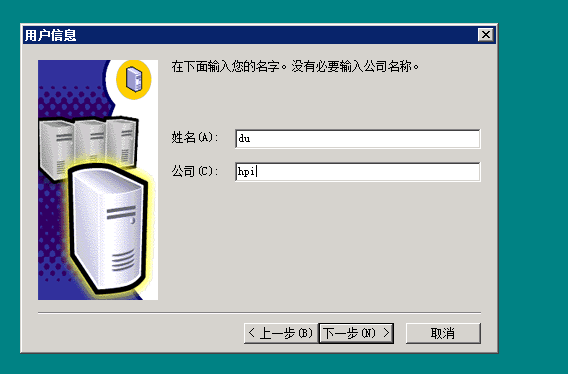 用户信息
在下面输入您的名字。没有必要输入公司名称。
姓名(A): du
公司(C): hpi
< 上一步(B) 下一步(N) > 取消